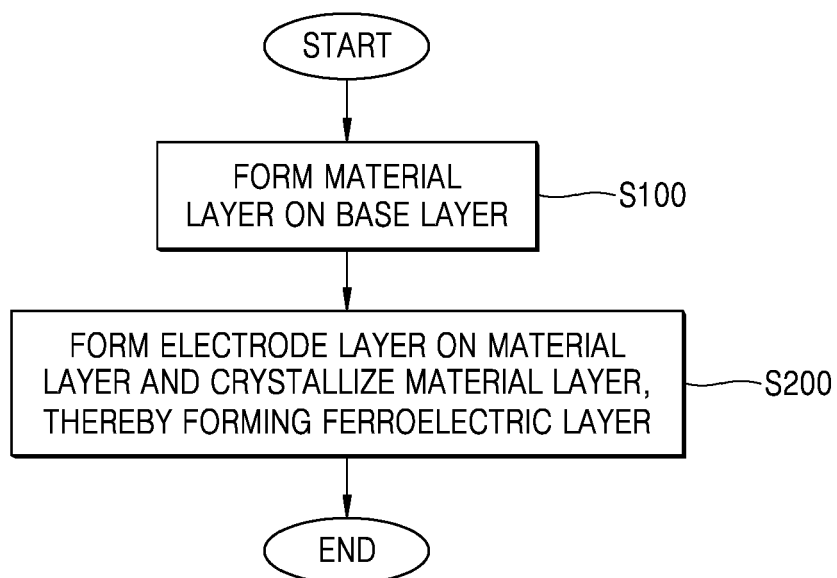 START
FORM MATERIAL
LAYER ON BASE LAYER
S100
FORM ELECTRODE LAYER ON MATERIAL
LAYER AND CRYSTALLIZE MATERIAL LAYER,
THEREBY FORMING FERROELECTRIC LAYER
S200
END